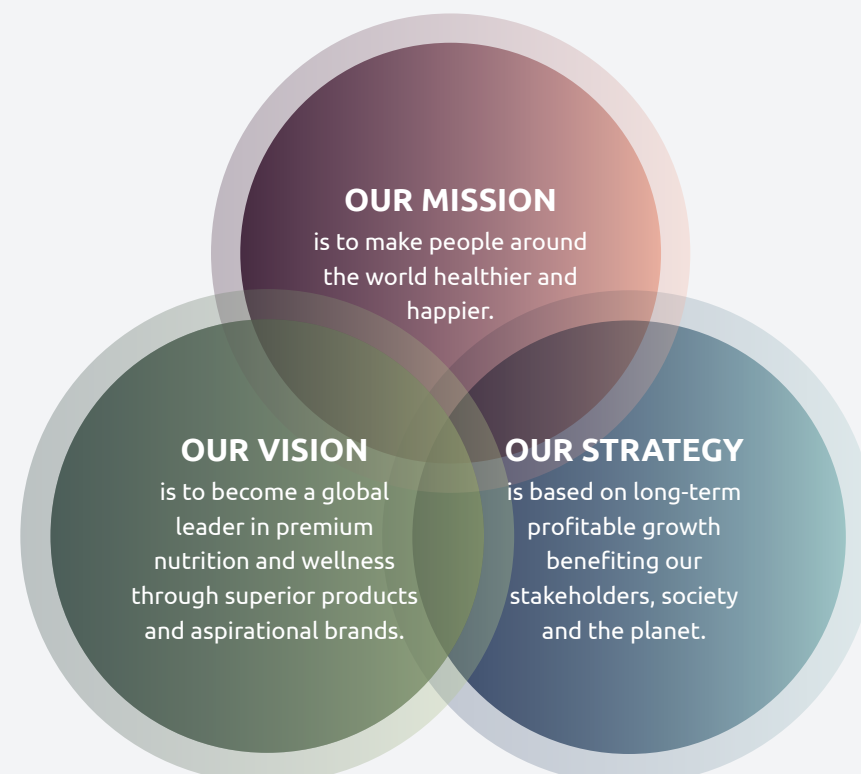 OUR MISSION
is to make people around
the world healthier and
happier.
OUR VISION
is to become a global
leader in premium
nutrition and wellness
through superior products
and aspirational brands.
OUR STRATEGY
is based on long-term
profitable growth
benefiting our
stakeholders, society
and the planet.